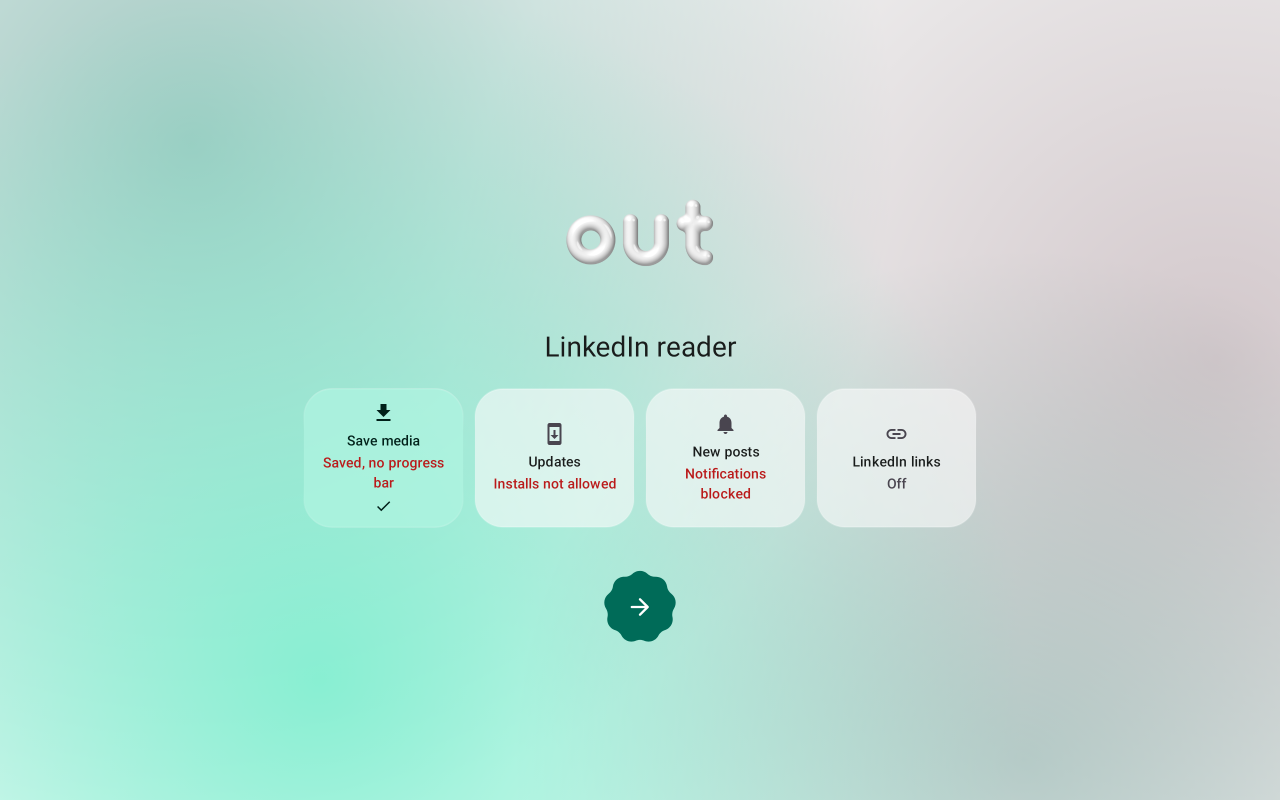 out
LinkedIn reader
Save media
Saved, no progress
bar
Updates
Installs not allowed
New posts
Notifications
blocked
LinkedIn links
Off